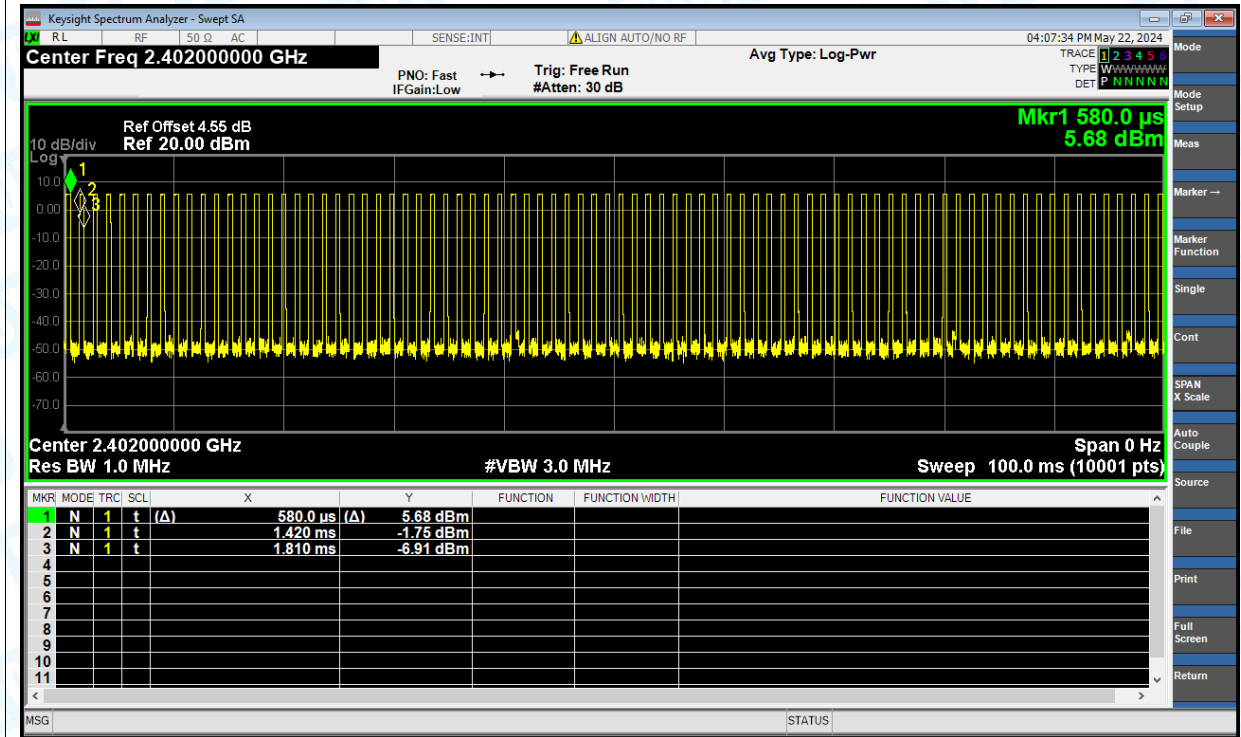 Keysight Spectrum Analyzer - Swept SA
LXI RL RF 50 Ω AC SENSE:INT ALIGN AUTO/NO RF 04:07:34 PM May 22, 2024
Center Freq 2.402000000 GHz
PNO: Fast
IFGain:Low
Trig: Free Run
#Atten: 30 dB
Avg Type: Log-Pwr
TRACE 1 2 3 4 5 6
TYPE WWWWWW
DET P N N N N N
Mkr1 580.0 µs
5.68 dBm
Ref Offset 4.55 dB
10 dB/div Ref 20.00 dBm
Log
10.0
0.00
-10.0
-20.0
-30.0
-40.0
-50.0
-60.0
-70.0
1
2
3
Center 2.402000000 GHz Span 0 Hz
Res BW 1.0 MHz #VBW 3.0 MHz Sweep 100.0 ms (10001 pts)
MKR MODE TRC SCL X Y FUNCTION FUNCTION WIDTH FUNCTION VALUE
1 N 1 t (Δ) 580.0 µs (Δ) 5.68 dBm
2 N 1 t 1.420 ms -1.75 dBm
3 N 1 t 1.810 ms -6.91 dBm
4
5
6
7
8
9
10
11
MSG STATUS
Mode
Mode
Setup
Meas
Marker →
Marker
Function
Single
Cont
SPAN
X Scale
Auto
Couple
Source
File
Print
Full
Screen
Return